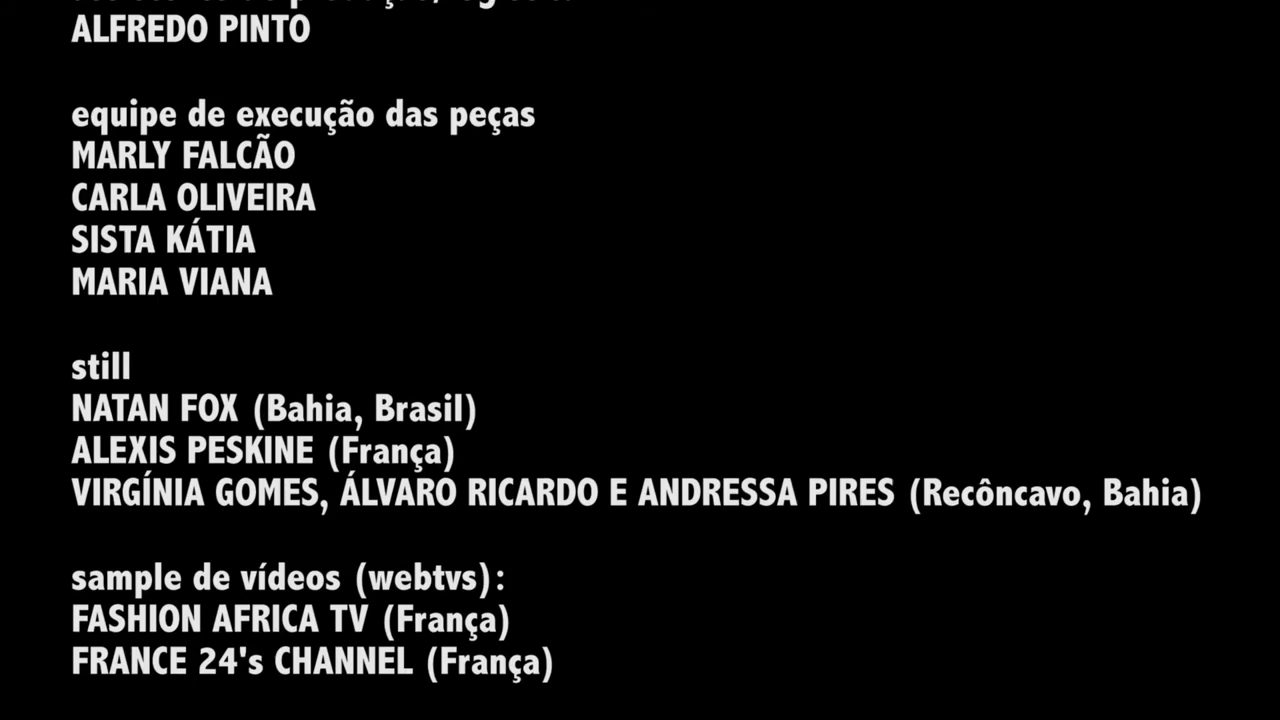 ALFREDO PINTO
equipe de execução das peças
MARLY FALCÃO
CARLA OLIVEIRA
SISTA KÁTIA
MARIA VIANA
still
NATAN FOX (Bahia, Brasil)
ALEXIS PESKINE (França)
VIRGÍNIA GOMES, ÁLVARO RICARDO E ANDRESSA PIRES (Recôncavo, Bahia)
sample de vídeos (webtvs):
FASHION AFRICA TV (França)
FRANCE 24's CHANNEL (França)